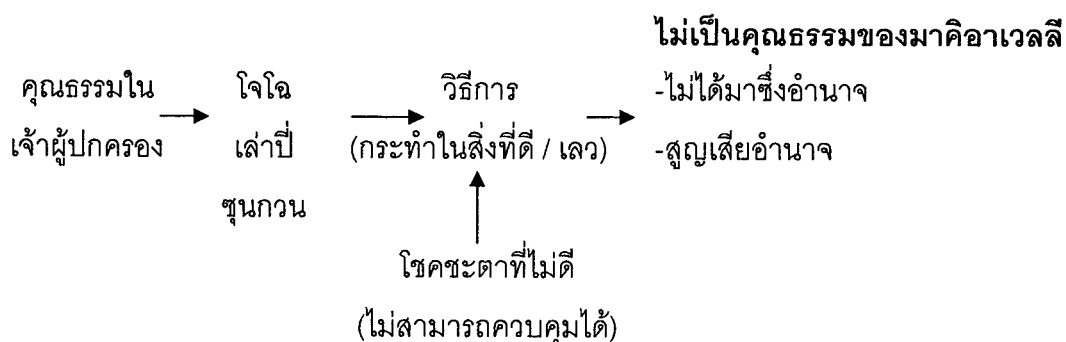 ไม่เป็นคุณธรรมของมาคิอาเวลลี
คุณธรรมใน
เจ้าผู้ปกครอง
โจโฉ
เล่าปี่
ซุนกวน
วิธีการ
(กระทำในสิ่งที่ดี / เลว)
-ไม่ได้มาซึ่งอำนาจ
-สูญเสียอำนาจ
โชคชะตาที่ไม่ดี
(ไม่สามารถควบคุมได้)